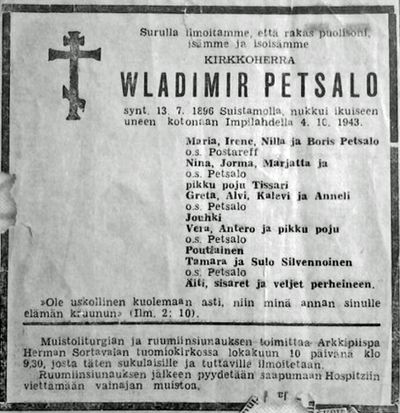 Surulla ilmoitamme, että rakas puolisoni,
isämme ja isoisämme
KIRKKOHERRA
WLADIMIR PETSALO
synt. 13. 7. 1896 Suistamolla, nukkui ikuiseen
uneen kotonaan Impilahdella 4. 10. 1943.
Maria, Irene, Nilla ja Boris Petsalo
o.s. Postareff
Nina, Jorma, Marjatta ja
o.s. Petsalo
pikku poju Tissari
Greta, Alvi, Kalevi ja Anneli
o.s. Petsalo
Jouhki
Vera, Antero ja pikku poju
o.s. Petsalo
Poutiainen
Tamara ja Sulo Silvennoinen
o.s. Petsalo
Äiti, sisaret ja veljet perheineen.
»Ole uskollinen kuolemaan asti, niin minä annan sinulle
elämän kruunun» (Ilm. 2: 10).
Muistoliturgian ja ruumiinsiunauksen toimittaa Arkkipiispa
Herman Sortavalan tuomiokirkossa lokakuun 10 päivänä klo
9,30, josta täten sukulaisille ja tuttaville ilmoitetaan.
Ruumiinsiunauksen jälkeen pyydetään saapumaan Hospitziin
viettämään vainajan muistoa.